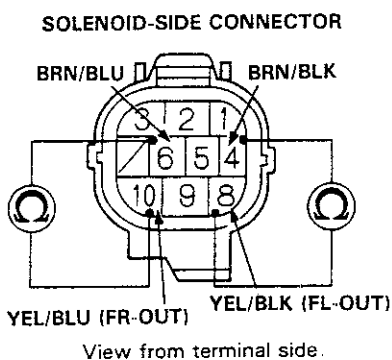 SOLENOID-SIDE CONNECTOR
BRN/BLU BRN/BLK
3 2 1
6 5 4
10 9 8
Ω Ω
YEL/BLU (FR-OUT) YEL/BLK (FL-OUT)
View from terminal side.